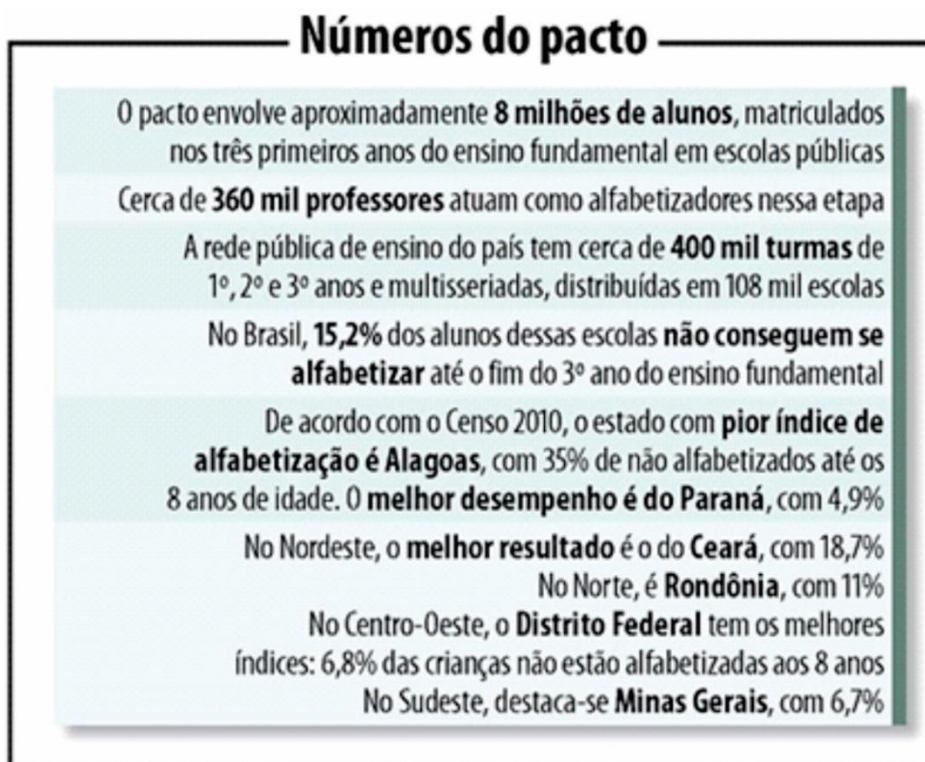 Números do pacto
O pacto envolve aproximadamente 8 milhões de alunos, matriculados
nos três primeiros anos do ensino fundamental em escolas públicas
Cerca de 360 mil professores atuam como alfabetizadores nessa etapa
A rede pública de ensino do país tem cerca de 400 mil turmas de
1º, 2º e 3º anos e multisseriadas, distribuídas em 108 mil escolas
No Brasil, 15,2% dos alunos dessas escolas não conseguem se
alfabetizar até o fim do 3º ano do ensino fundamental
De acordo com o Censo 2010, o estado com pior índice de
alfabetização é Alagoas, com 35% de não alfabetizados até os
8 anos de idade. O melhor desempenho é do Paraná, com 4,9%
No Nordeste, o melhor resultado é o do Ceará, com 18,7%
No Norte, é Rondônia, com 11%
No Centro-Oeste, o Distrito Federal tem os melhores
índices: 6,8% das crianças não estão alfabetizadas aos 8 anos
No Sudeste, destaca-se Minas Gerais, com 6,7%